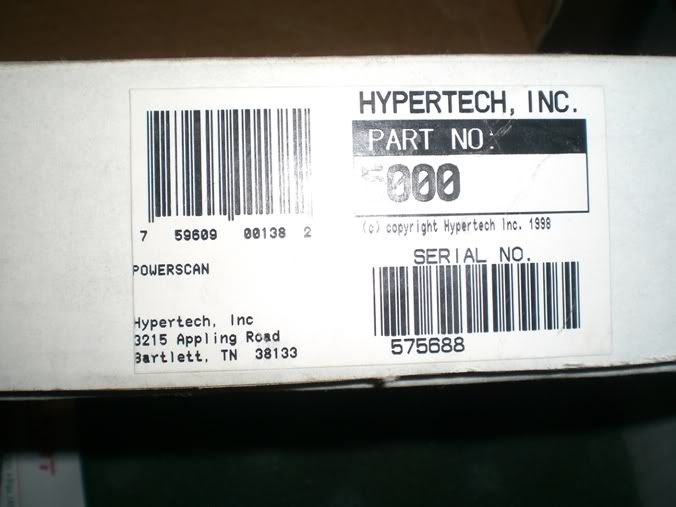 HYPERTECH, INC.
PART NO:
5000
(c) copyright Hypertech Inc. 1998
SERIAL NO.
575688
7 59609 00138 2
POWERSCAN
Hypertech, Inc
3215 Appling Road
Bartlett, TN 38133